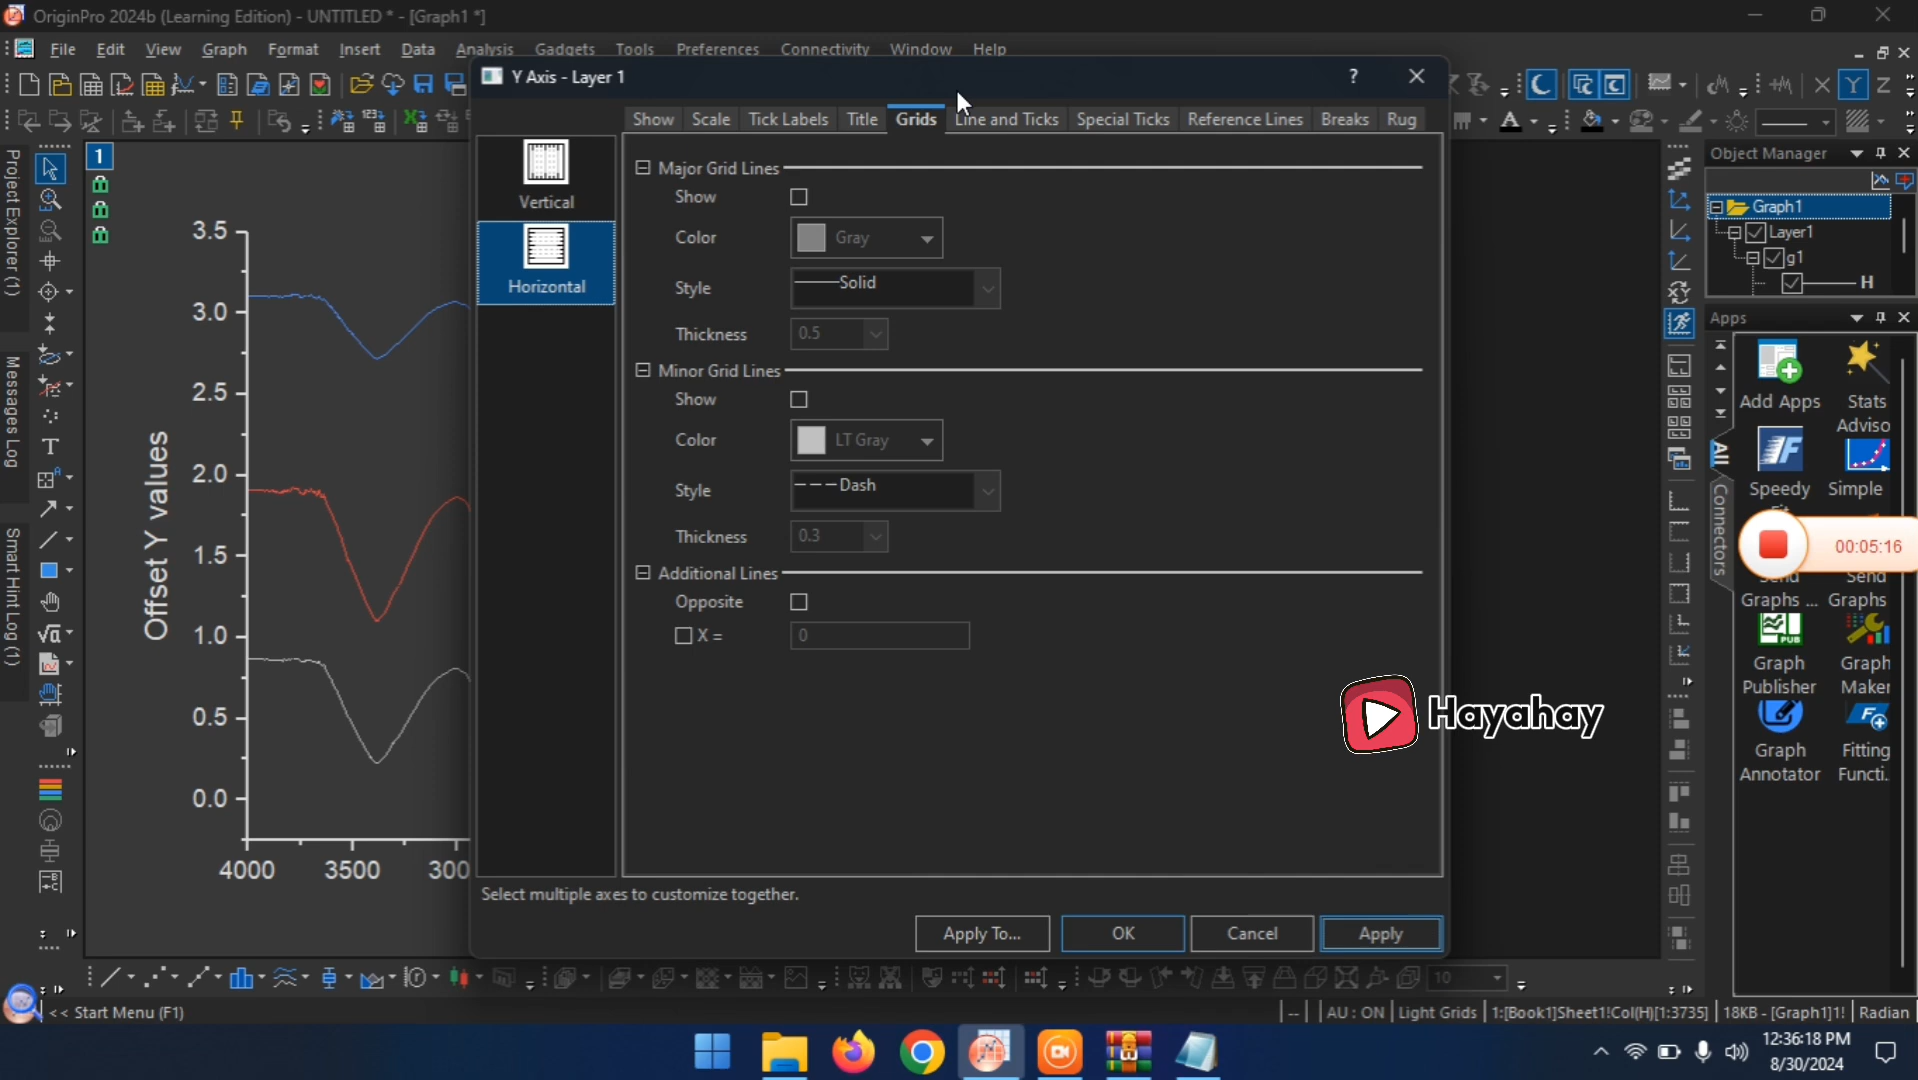 OriginPro 2024b (Learning Edition) - UNTITLED * - [Graph1 *]
File Edit View Graph Format Insert Data Analysis Gadgets Tools Preferences Connectivity Window Help
Y Axis - Layer 1
?
X Y Z
Show Scale Tick Labels Title Grids Line and Ticks Special Ticks Reference Lines Breaks Rug
Project Explorer (1)
Messages Log
Smart Hint Log (1)
1
Offset Y values
3.5
3.0
2.5
2.0
1.5
1.0
0.5
0.0
4000 3500 300
Vertical
Horizontal
Major Grid Lines
Show
Color Gray
Style Solid
Thickness 0.5
Minor Grid Lines
Show
Color LT Gray
Style Dash
Thickness 0.3
Additional Lines
Opposite
X = 0
Select multiple axes to customize together.
Apply To... OK Cancel Apply
Hayahay
Object Manager
Graph1
Layer1
g1
H
Apps
All
Connectors
Add Apps
Stats
Adviso
Speedy
Simple
00:05:16
Send
Graphs ...
Send
Graphs
Graph
Publisher
Graph
Maker
Graph
Annotator
Fitting
Functi.
10
<< Start Menu (F1)
-- AU : ON Light Grids 1:[Book1]Sheet1!Col(H)[1:3735] 18KB - [Graph1]1! Radian
12:36:18 PM
8/30/2024